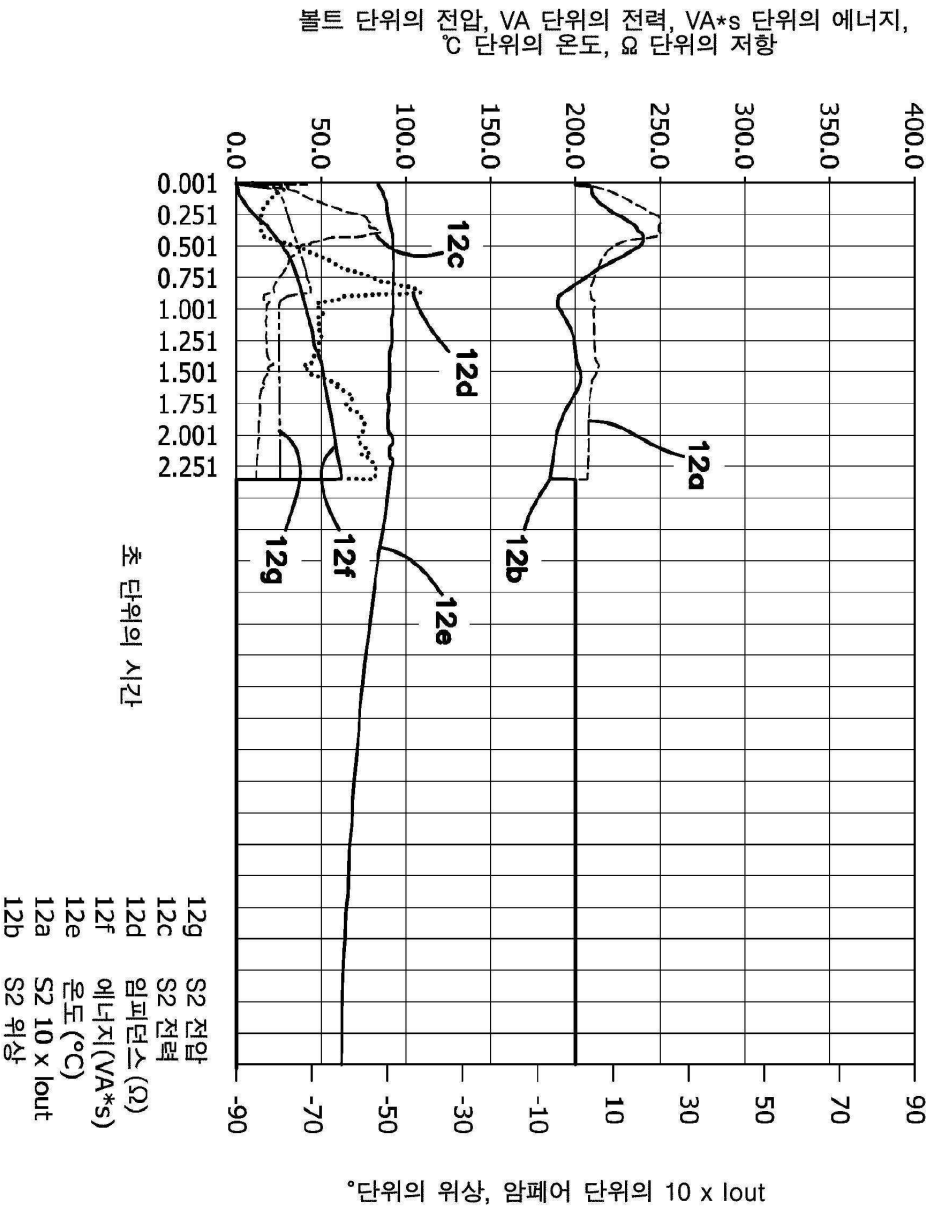 볼트 단위의 전압, VA 단위의 전력, VA*s 단위의 에너지,
℃ 단위의 온도, Ω 단위의 저항
400.0
350.0
300.0
250.0
200.0
150.0
100.0
50.0
0.0
0.001
0.251
0.501
0.751
1.001
1.251
1.501
1.751
2.001
2.251
초 단위의 시간
90
70
50
30
10
-10
-30
-50
-70
-90
°단위의 위상, 암페어 단위의 10 x Iout
12a
12b
12c
12d
12e
12f
12g
12g S2 전압
12c S2 전력
12d 임피던스(Ω)
12f 에너지(VA*s)
12e 온도(°C)
12a S2 10 x Iout
12b S2 위상